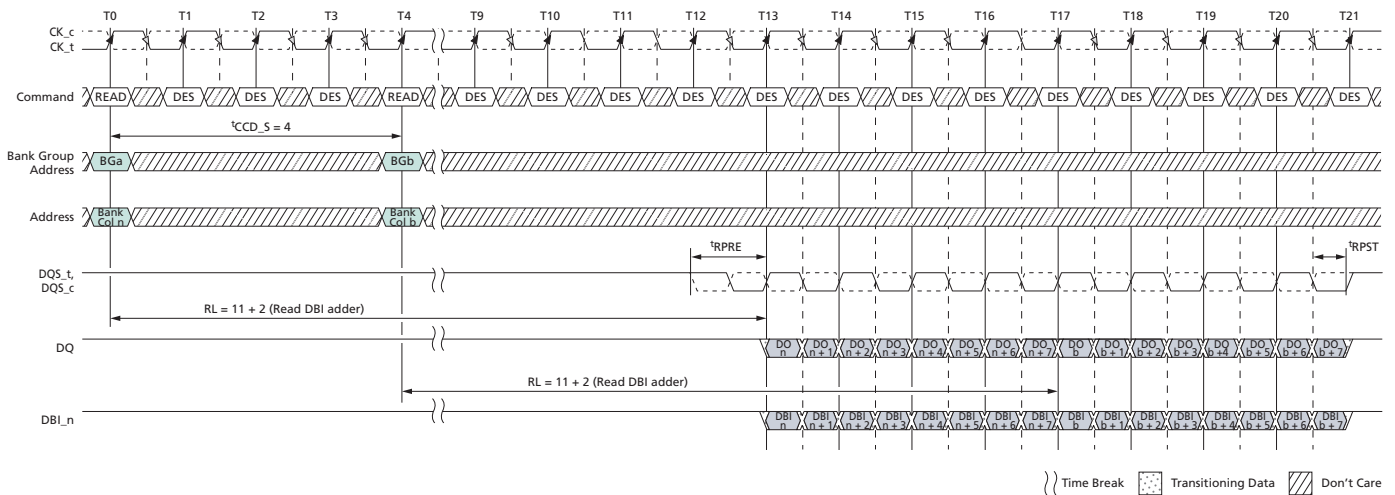 T0 T1 T2 T3 T4 T9 T10 T11 T12 T13 T14 T15 T16 T17 T18 T19 T20 T21
CK_c
CK_t
Command READ DES DES DES READ DES DES DES DES DES DES DES DES DES DES DES DES DES
tCCD_S = 4
Bank Group
Address
BGa BGb
Address
Bank
Col n
Bank
Col b
tRPRE tRPST
DQS_t,
DQS_c
RL = 11 + 2 (Read DBI adder)
DQ
DO
n
DO
n + 1
DO
n + 2
DO
n + 3
DO
n + 4
DO
n + 5
DO
n + 6
DO
n + 7
DO
b
DO
b + 1
DO
b + 2
DO
b + 3
DO
b + 4
DO
b + 5
DO
b + 6
DO
b + 7
RL = 11 + 2 (Read DBI adder)
DBI_n
DBI
n
DBI
n + 1
DBI
n + 2
DBI
n + 3
DBI
n + 4
DBI
n + 5
DBI
n + 6
DBI
n + 7
DBI
b
DBI
b + 1
DBI
b + 2
DBI
b + 3
DBI
b + 4
DBI
b + 5
DBI
b + 6
DBI
b + 7
Time Break Transitioning Data Don't Care